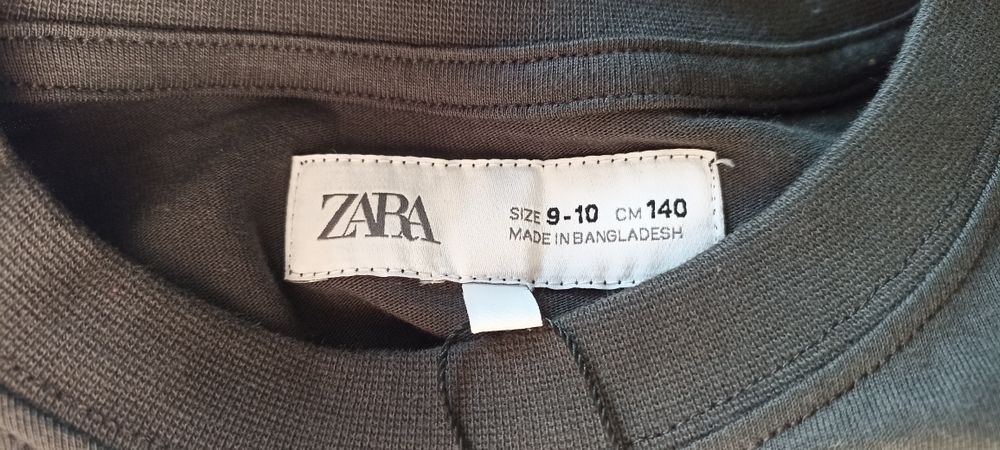 ZARA
SIZE 9-10 CM 140
MADE IN BANGLADESH